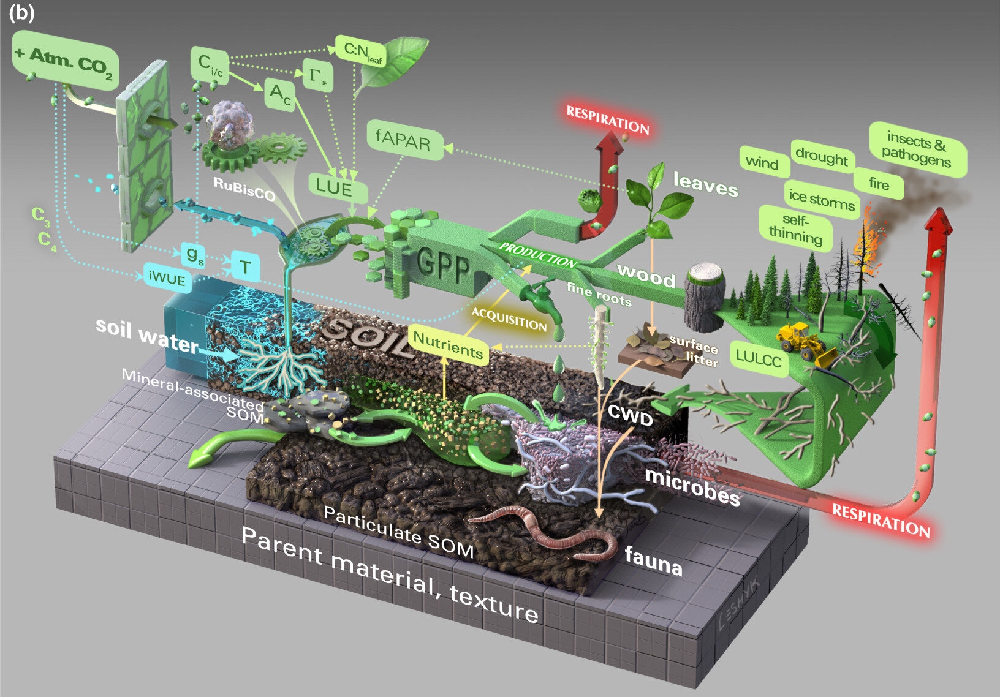 (b)
+ Atm. CO2
Ci/c
C:Nleaf
Γ*
AC
fAPAR
RuBisCO
LUE
RESPIRATION
leaves
wind
drought
insects &
pathogens
fire
ice storms
self-
thinning
C3
C4
gs
T
iWUE
GPP
PRODUCTION
wood
fine roots
ACQUISITION
soil water
SOIL
Nutrients
surface
litter
LULCC
Mineral-associated
SOM
CWD
microbes
RESPIRATION
Particulate SOM
fauna
Parent material, texture
LESHYK